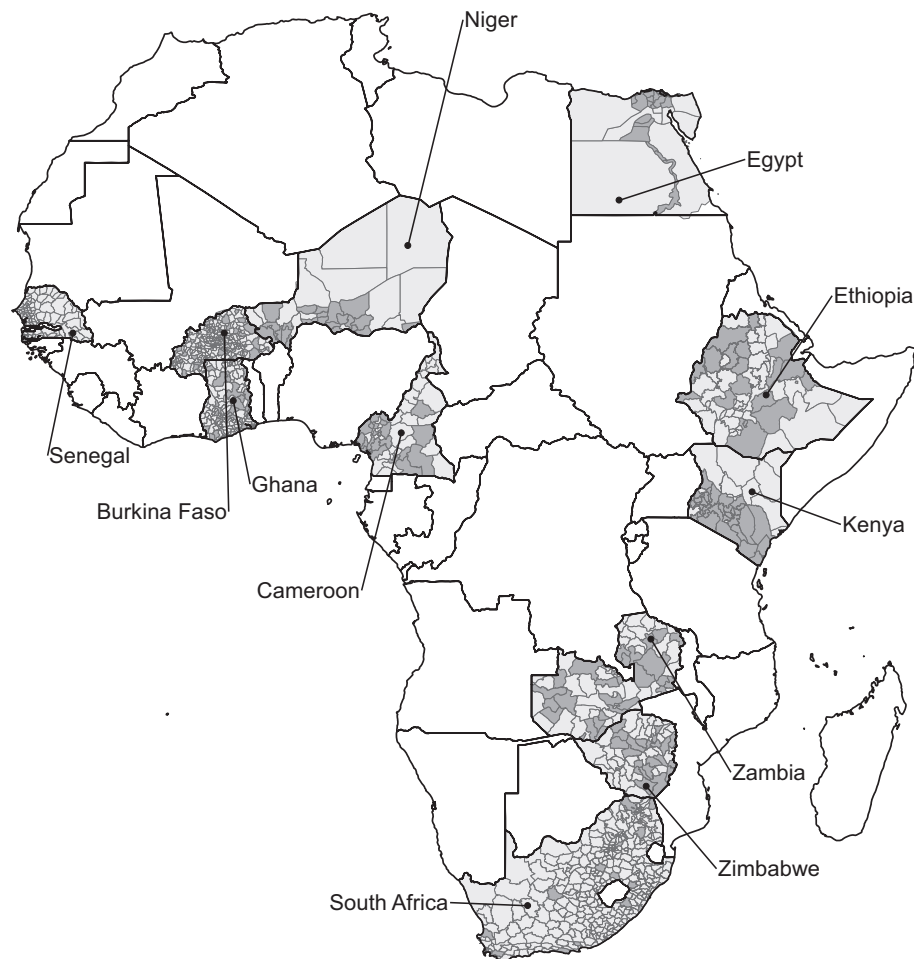 Niger
Egypt
Ethiopia
Senegal
Ghana
Burkina Faso
Kenya
Cameroon
Zambia
Zimbabwe
South Africa